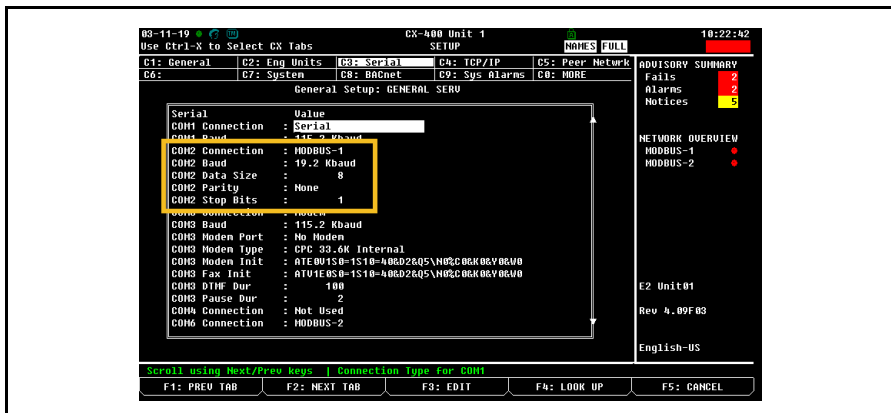 03-11-19 CX-400 Unit 1 10:22:42
Use Ctrl-X to Select CX Tabs SETUP NAMES FULL
C1: General C2: Eng Units C3: Serial C4: TCP/IP C5: Peer Netwrk
C6: C7: System C8: BACnet C9: Sys Alarms C0: MORE
General Setup: GENERAL SERV
Serial Value
COM1 Connection : Serial
COM1 Baud : 115.2 Kbaud
COM2 Connection : MODBUS-1
COM2 Baud : 19.2 Kbaud
COM2 Data Size : 8
COM2 Parity : None
COM2 Stop Bits : 1
COM3 Connection : Modem
COM3 Baud : 115.2 Kbaud
COM3 Modem Port : No Modem
COM3 Modem Type : CPC 33.6K Internal
COM3 Modem Init : ATE0V1S0=1S10=40&D2&Q5\N0%C0&K0&Y0&W0
COM3 Fax Init : ATV1E0S0=1S10=40&D2&Q5\N0%C0&K0&Y0&W0
COM3 DTMF Dur : 100
COM3 Pause Dur : 2
COM4 Connection : Not Used
COM6 Connection : MODBUS-2
ADVISORY SUMMARY
Fails 2
Alarms 2
Notices 5
NETWORK OVERVIEW
MODBUS-1
MODBUS-2
E2 Unit01
Rev 4.09F03
English-US
Scroll using Next/Prev keys | Connection Type for COM1
F1: PREV TAB F2: NEXT TAB F3: EDIT F4: LOOK UP F5: CANCEL